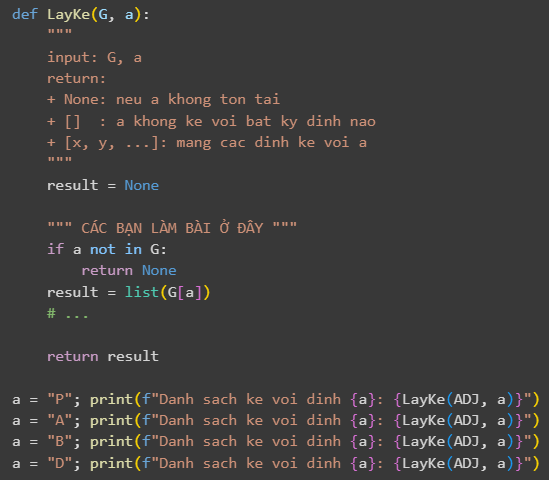 def LayKe(G, a):
    """
    input: G, a
    return:
    + None: neu a khong ton tai
    + []  : a khong ke voi bat ky dinh nao
    + [x, y, ...]: mang cac dinh ke voi a
    """
    result = None

    """ CÁC BẠN LÀM BÀI Ở ĐÂY """
    if a not in G:
        return None
    result = list(G[a])
    # ...

    return result

a = "P"; print(f"Danh sach ke voi dinh {a}: {LayKe(ADJ, a)}")
a = "A"; print(f"Danh sach ke voi dinh {a}: {LayKe(ADJ, a)}")
a = "B"; print(f"Danh sach ke voi dinh {a}: {LayKe(ADJ, a)}")
a = "D"; print(f"Danh sach ke voi dinh {a}: {LayKe(ADJ, a)}")